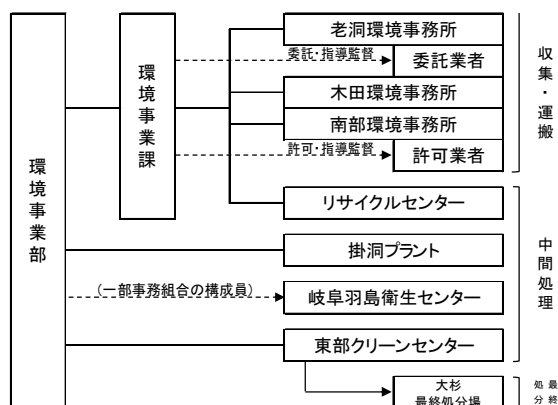 環境事業部
環境事業課
老洞環境事務所
委託・指導監督
委託業者
木田環境事務所
南部環境事務所
許可・指導監督
許可業者
収集・運搬
リサイクルセンター
掛洞プラント
(一部事務組合の構成員)
岐阜羽島衛生センター
東部クリーンセンター
中間処理
大杉
最終処分場
最終
処分